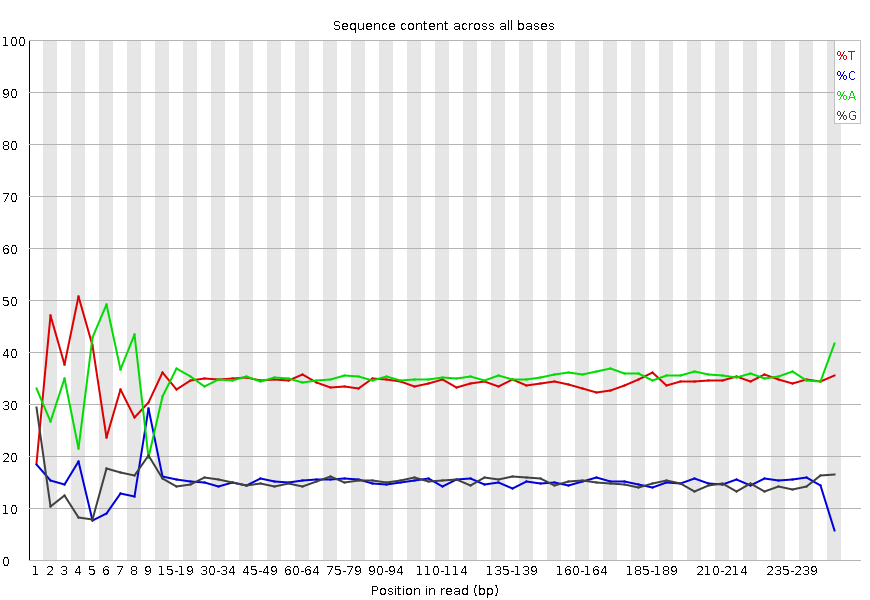 Sequence content across all bases
100
90
80
70
60
50
40
30
20
10
0
%T
%C
%A
%G
1 2 3 4 5 6 7 8 9 15-19 30-34 45-49 60-64 75-79 90-94 110-114 135-139 160-164 185-189 210-214 235-239
Position in read (bp)